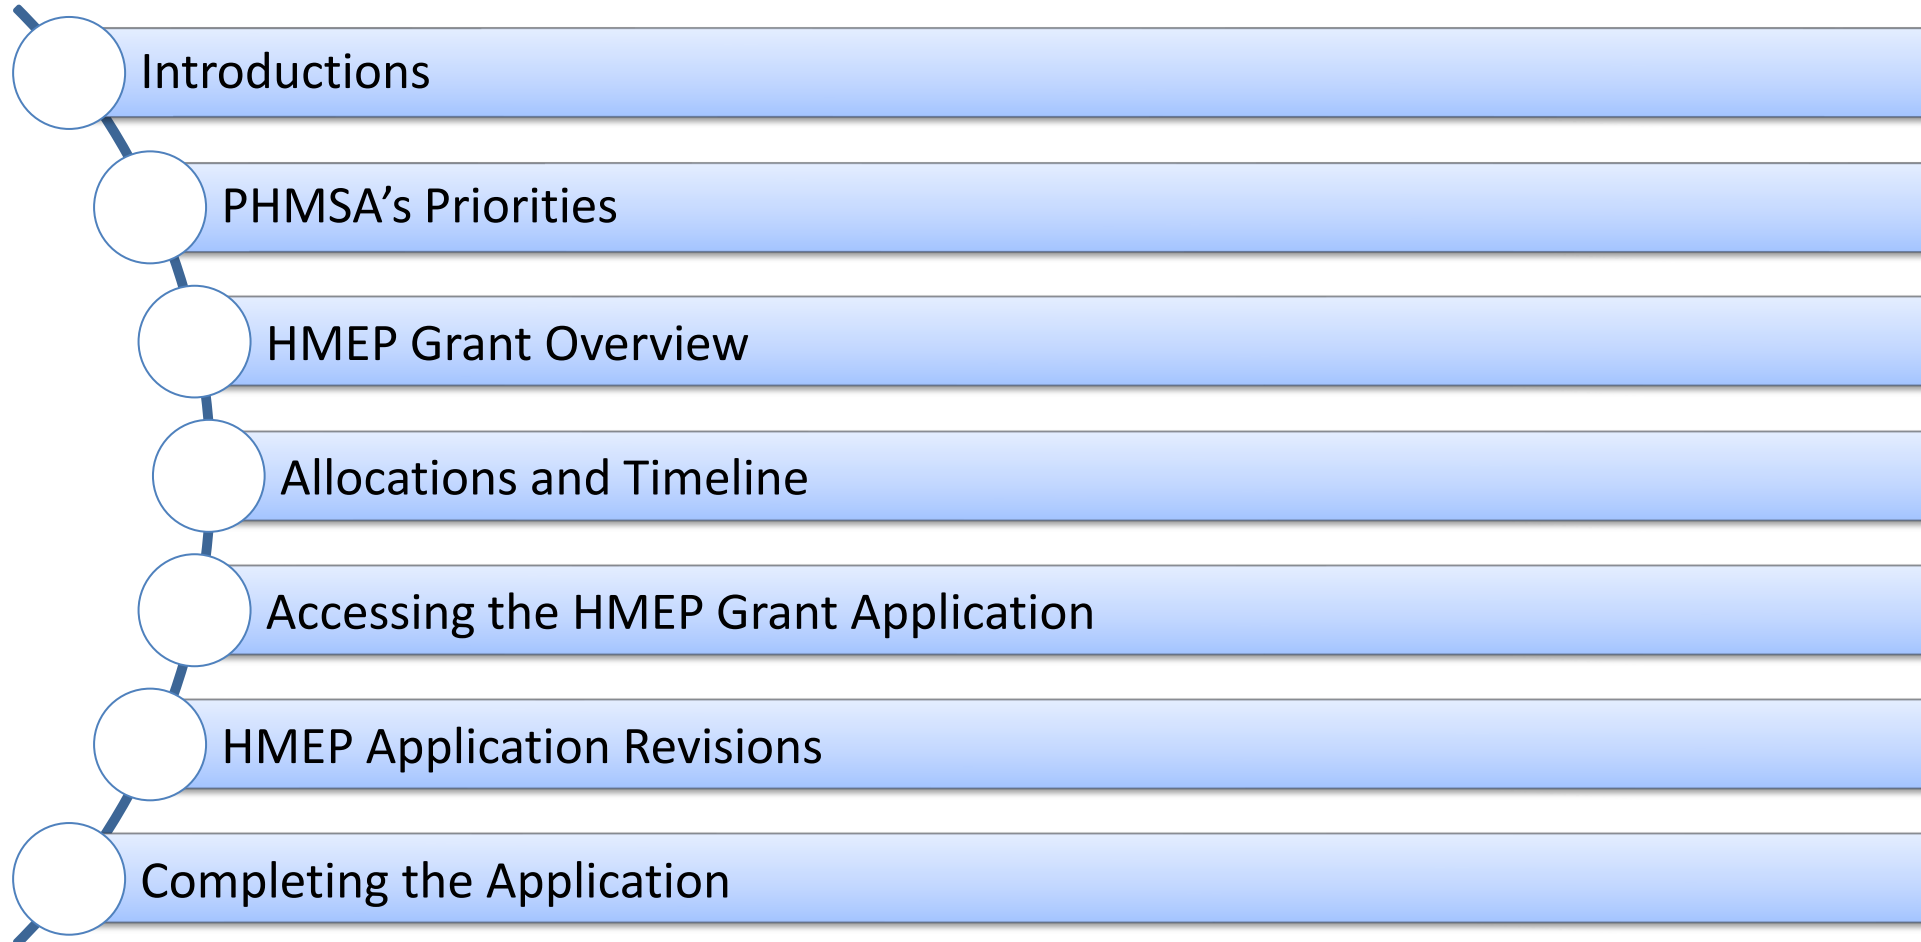 Introductions
PHMSA’s Priorities
HMEP Grant Overview
Allocations and Timeline
Accessing the HMEP Grant Application
HMEP Application Revisions
Completing the Application